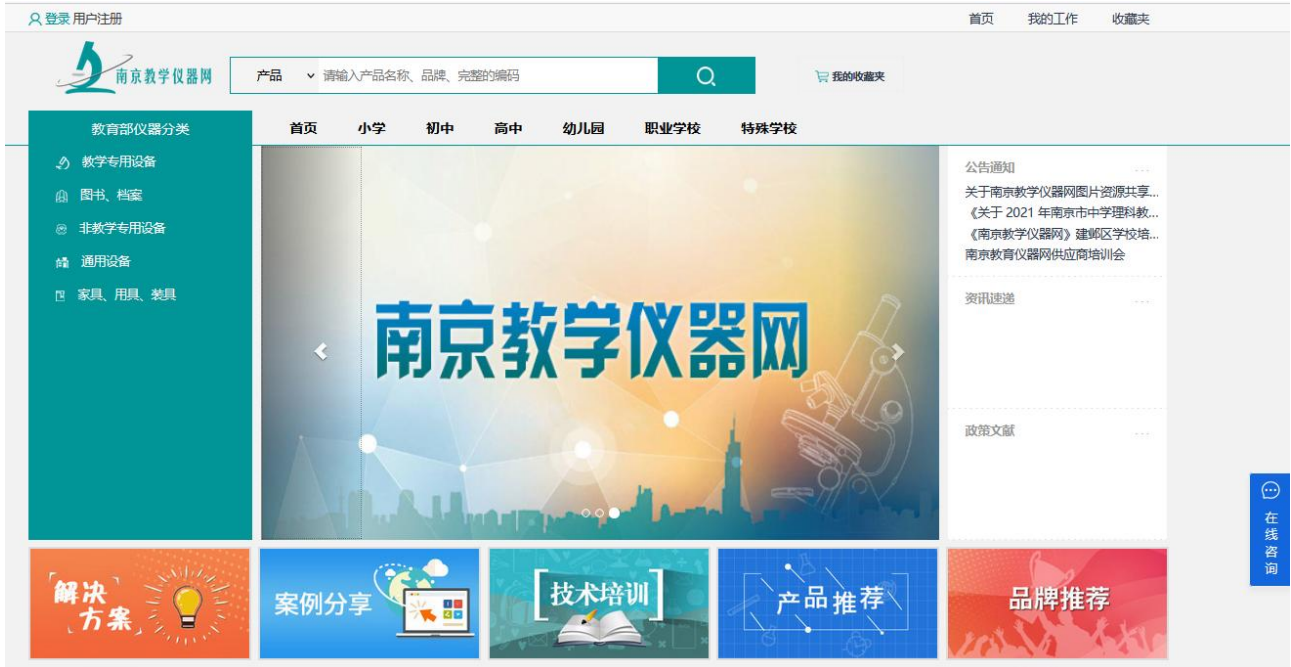 登录 用户注册
首页 我的工作 收藏夹
南京教学仪器网
产品 请输入产品名称、品牌、完整的编码
我的收藏夹
教育部仪器分类
首页 小学 初中 高中 幼儿园 职业学校 特殊学校
教学专用设备
图书、档案
非教学专用设备
通用设备
家具、用具、装具
南京教学仪器网
公告通知 ...
关于南京教学仪器网图片资源共享...
《关于 2021 年南京市中学理科教...
《南京教学仪器网》建邺区学校培...
南京教育仪器网供应商培训会
资讯速递 ...
政策文献 ...
在线咨询
「解决
方案」
案例分享
技术培训
产品推荐
品牌推荐